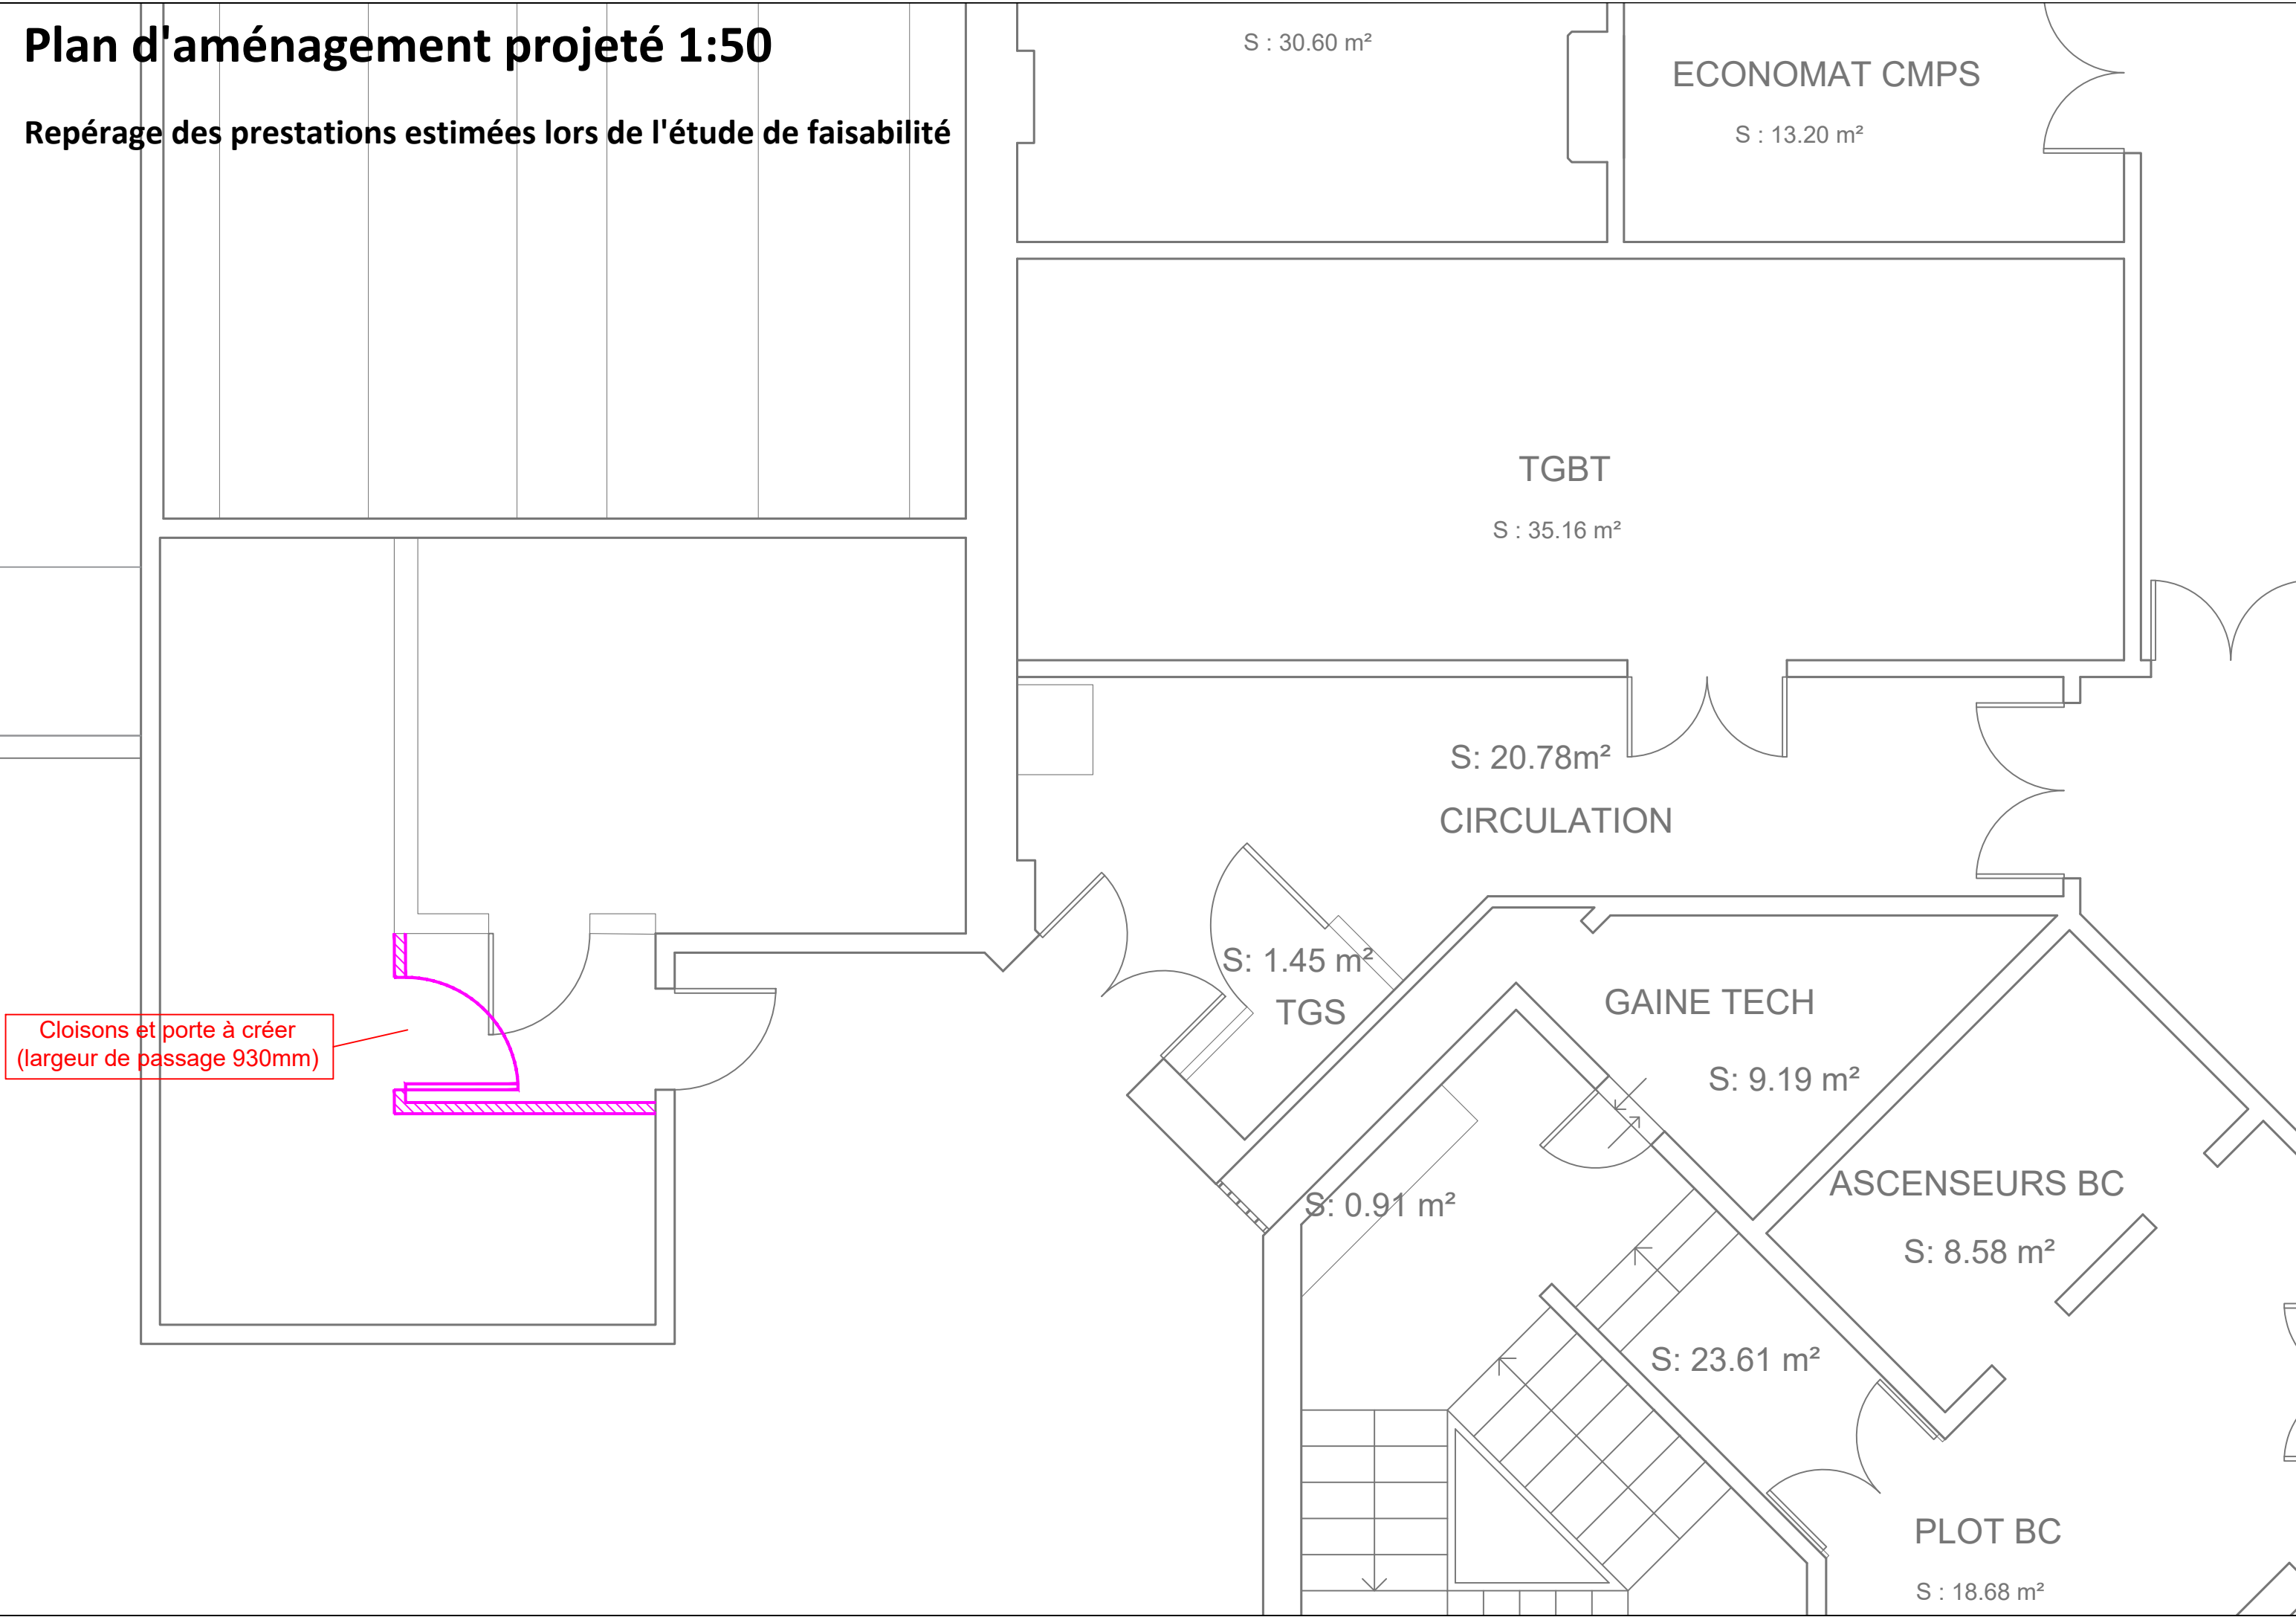 Plan d'aménagement projeté 1:50
Repérage des prestations estimées lors de l'étude de faisabilité
S : 30.60 m²
ECONOMAT CMPS
S : 13.20 m²
TGBT
S : 35.16 m²
S: 20.78m²
CIRCULATION
S: 1.45 m²
TGS
GAINE TECH
S: 9.19 m²
Cloisons et porte à créer
(largeur de passage 930mm)
S: 0.91 m²
ASCENSEURS BC
S: 8.58 m²
S: 23.61 m²
PLOT BC
S : 18.68 m²